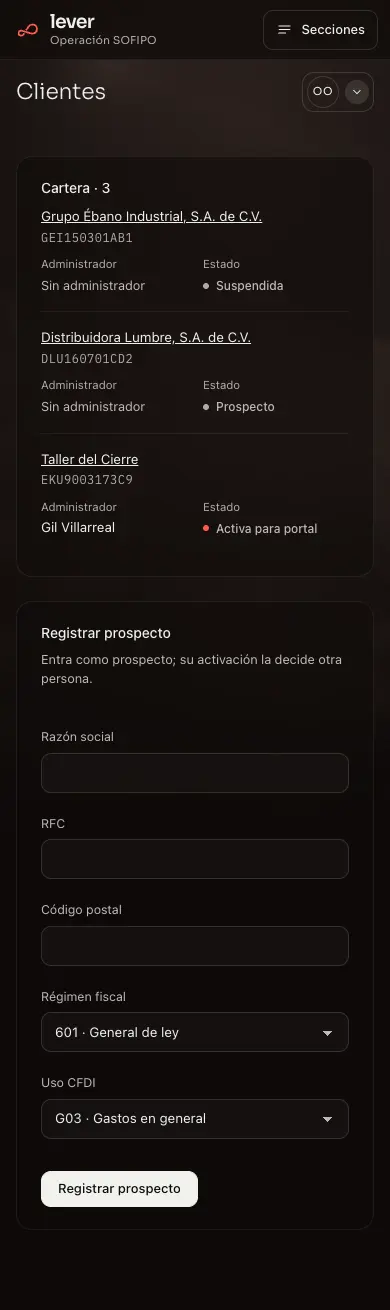 lever
Operación SOFIPO
Secciones
Clientes
OO
Cartera · 3
Grupo Ébano Industrial, S.A. de C.V.
GEI150301AB1
Administrador
Estado
Sin administrador
Suspendida
Distribuidora Lumbre, S.A. de C.V.
DLU160701CD2
Administrador
Estado
Sin administrador
Prospecto
Taller del Cierre
EKU9003173C9
Administrador
Estado
Gil Villarreal
Activa para portal
Registrar prospecto
Entra como prospecto; su activación la decide otra
persona.
Razón social
RFC
Código postal
Régimen fiscal
601 · General de ley
Uso CFDI
G03 · Gastos en general
Registrar prospecto